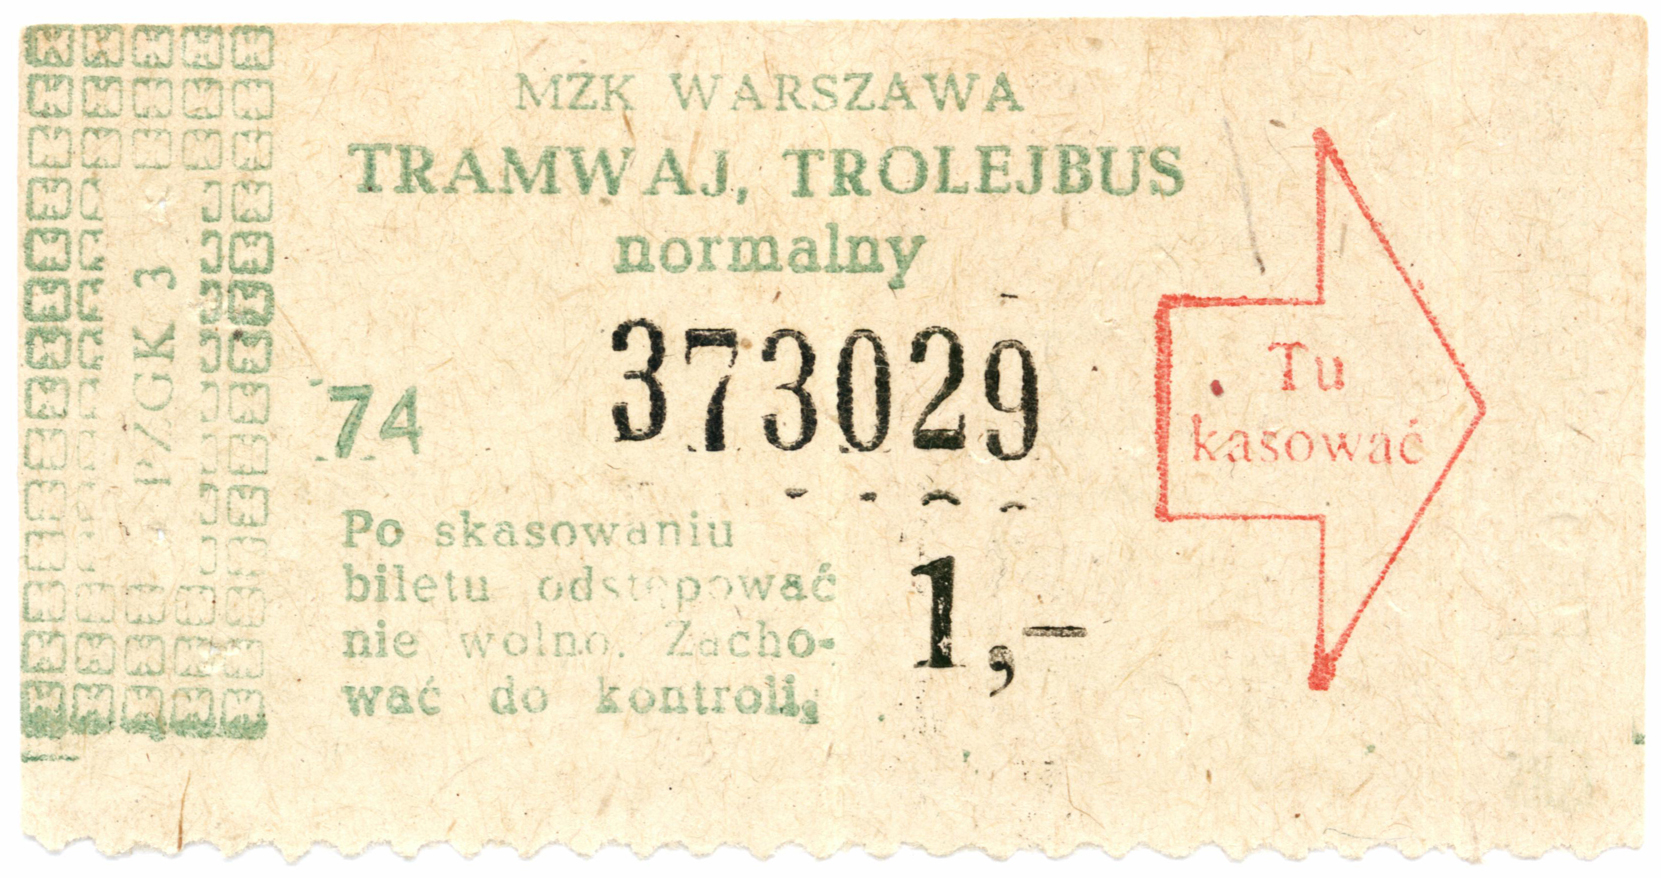 MZK WARSZAWA
TRAMWAJ, TROLEJBUS
normalny
373029
74
Po skasowaniu
biletu odstępować
nie wolno. Zacho-
wać do kontroli,
1,–
Tu
kasować
PZGK 3